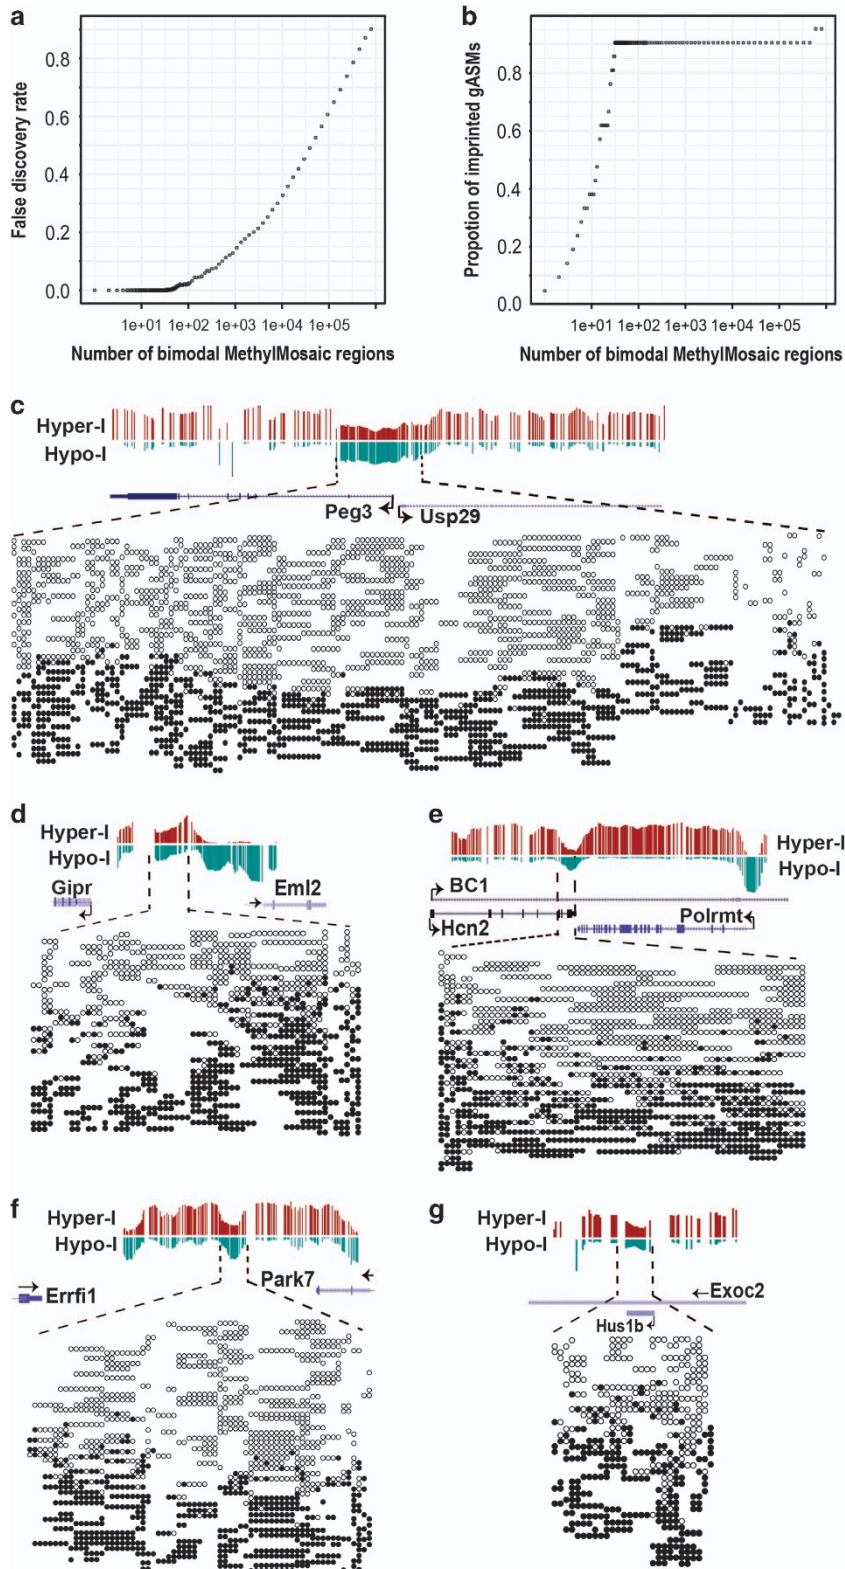 a
False discovery rate
0.8
0.6
0.4
0.2
0.0
1e+01 1e+02 1e+03 1e+04 1e+05
Number of bimodal MethylMosaic regions
b
Propotion of imprinted gASMs
0.8
0.6
0.4
0.2
0.0
1e+01 1e+02 1e+03 1e+04 1e+05
Number of bimodal MethylMosaic regions
c
Hyper-I
Hypo-I
Peg3
Usp29
d
Hyper-I
Hypo-I
Gipr
Eml2
e
Hyper-I
Hypo-I
BC1
Hcn2
Polrmt
f
Hyper-I
Hypo-I
Errfi1
Park7
g
Hyper-I
Hypo-I
Exoc2
Hus1b